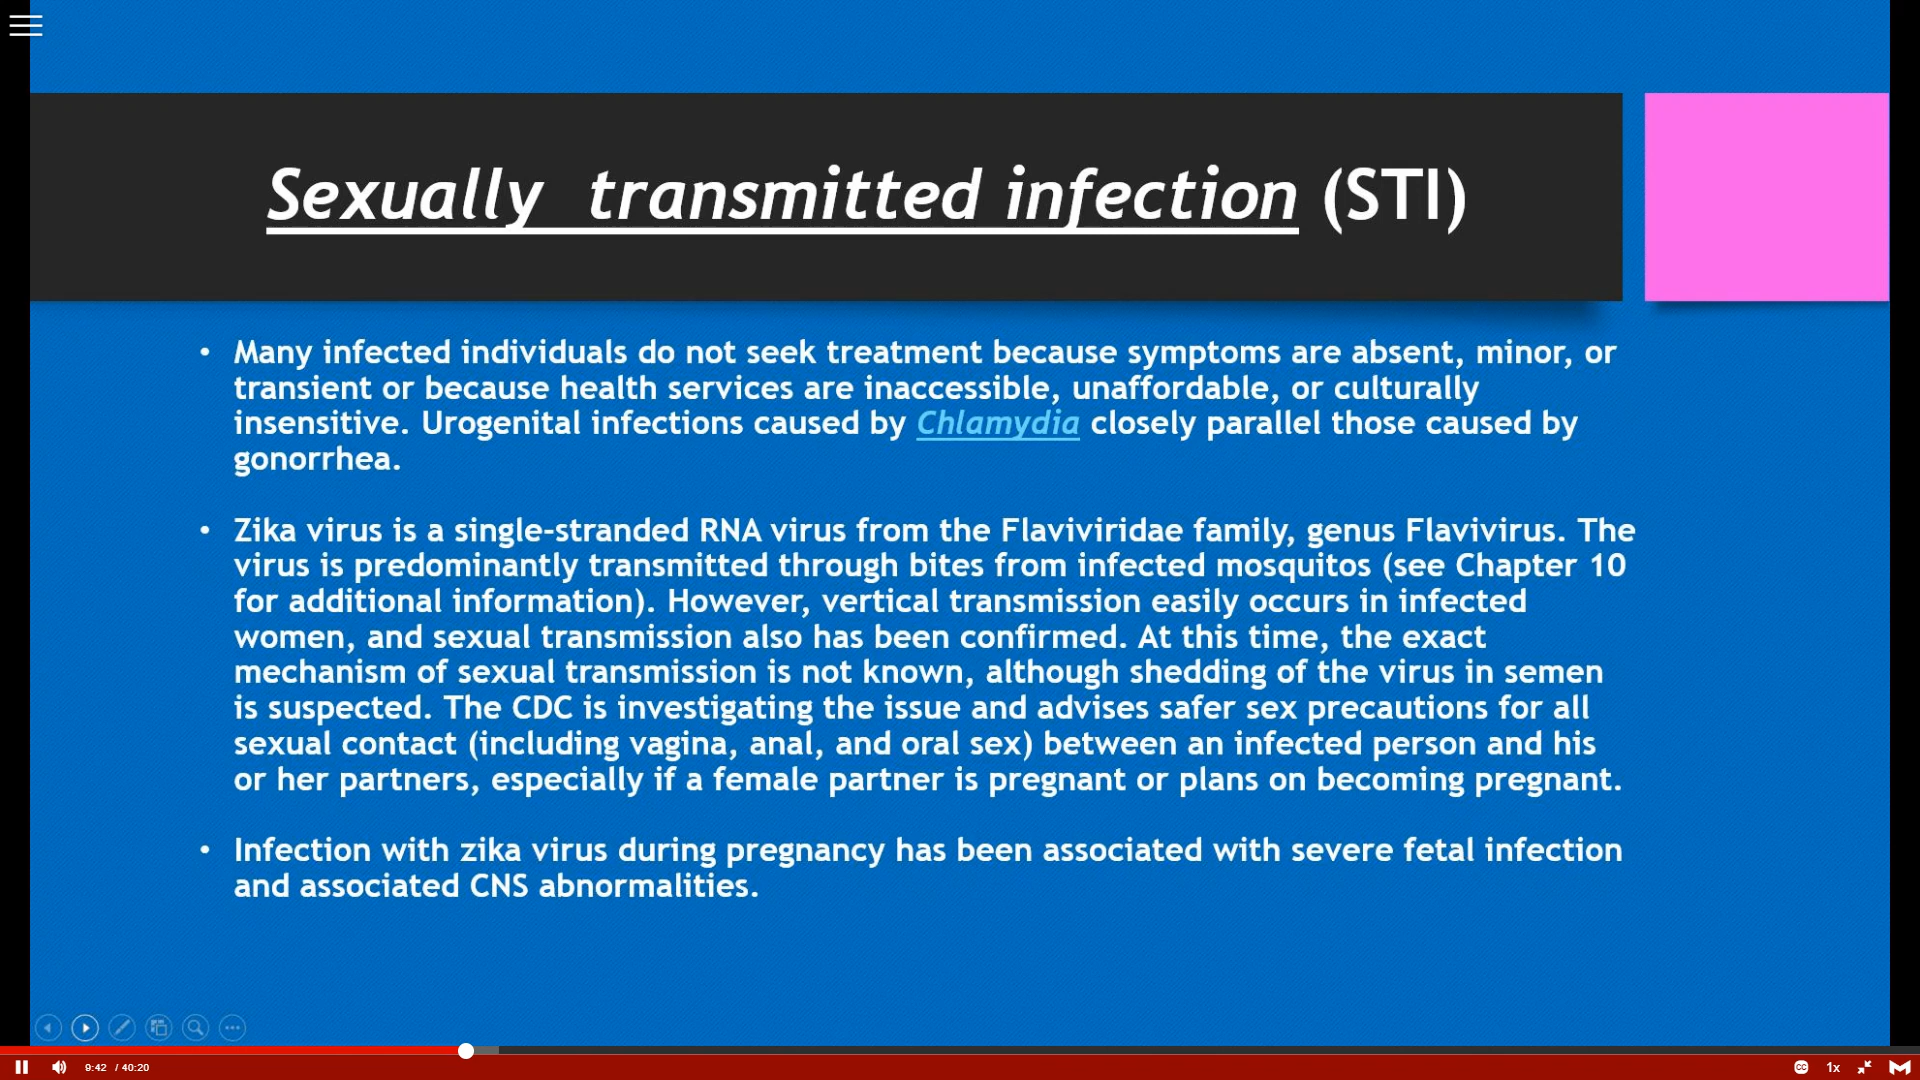 Sexually transmitted infection (STI)
• Many infected individuals do not seek treatment because symptoms are absent, minor, or
transient or because health services are inaccessible, unaffordable, or culturally
insensitive. Urogenital infections caused by Chlamydia closely parallel those caused by
gonorrhea.
• Zika virus is a single-stranded RNA virus from the Flaviviridae family, genus Flavivirus. The
virus is predominantly transmitted through bites from infected mosquitos (see Chapter 10
for additional information). However, vertical transmission easily occurs in infected
women, and sexual transmission also has been confirmed. At this time, the exact
mechanism of sexual transmission is not known, although shedding of the virus in semen
is suspected. The CDC is investigating the issue and advises safer sex precautions for all
sexual contact (including vagina, anal, and oral sex) between an infected person and his
or her partners, especially if a female partner is pregnant or plans on becoming pregnant.
• Infection with zika virus during pregnancy has been associated with severe fetal infection
and associated CNS abnormalities.
9:42 / 40:20 CC 1x